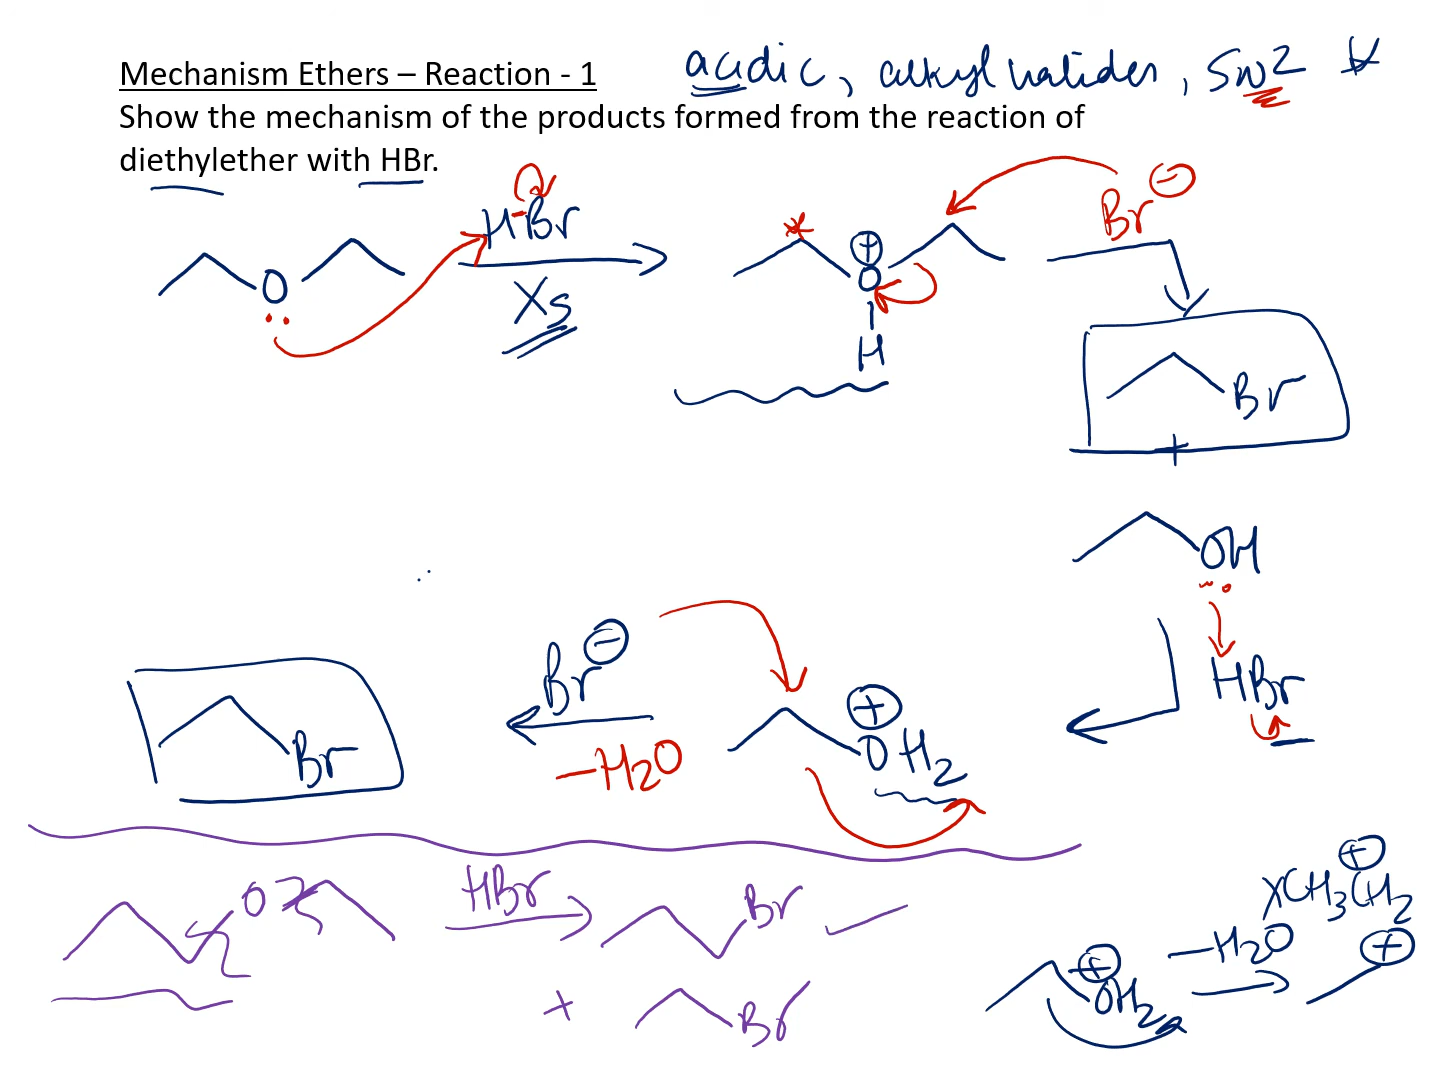 Mechanism Ethers – Reaction - 1
acidic, alkyl halides, SN2
Show the mechanism of the products formed from the reaction of
diethylether with HBr.
H-Br
Br ⊖
O
Xs
⊕
O
H
Br
+
OH
HBr
Br ⊖
-H2O
⊕
OH2
Br
O
HBr
Br
+
Br
XCH3CH2 ⊕
⊕
OH2
-H2O
⊕